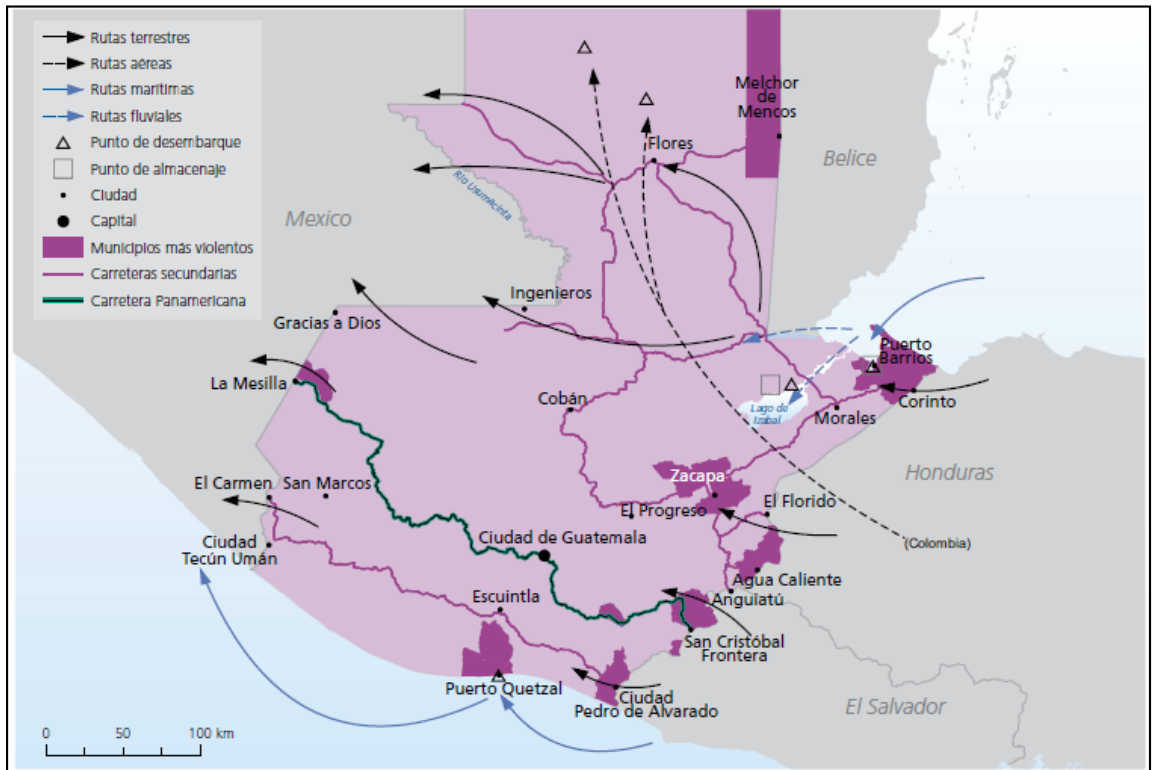 Rutas terrestres
Rutas aéreas
Rutas marítimas
Rutas fluviales
Punto de desembarque
Punto de almacenaje
Ciudad
Capital
Municipios más violentos
Carreteras secundarias
Carretera Panamericana
Melchor
de
Mencos
Flores
Belice
Río Usumacinta
Mexico
Ingenieros
Gracias a Dios
Puerto
Barrios
La Mesilla
Cobán
Lago de
Izabal
Morales
Corinto
Honduras
Zacapa
El Carmen
San Marcos
El Progreso
El Florido
Ciudad
Tecún Umán
Ciudad de Guatemala
(Colombia)
Agua Caliente
Anguiatú
Escuintla
San Cristóbal
Frontera
Puerto Quetzal
Ciudad
Pedro de Alvarado
El Salvador
0 50 100 km